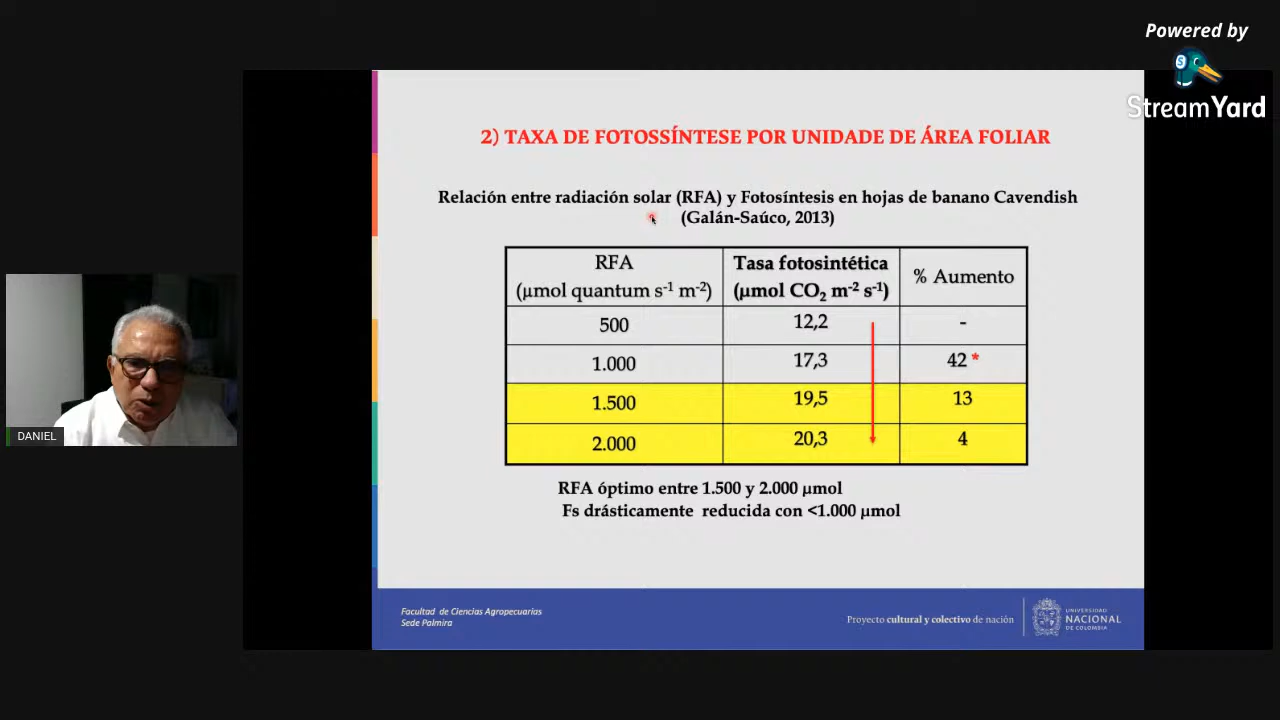 Powered by
StreamYard
2) TAXA DE FOTOSSÍNTESE POR UNIDADE DE ÁREA FOLIAR
Relación entre radiación solar (RFA) y Fotosíntesis en hojas de banano Cavendish
(Galán-Saúco, 2013)
RFA
(µmol quantum s-1 m-2)
Tasa fotosintética
(µmol CO2 m-2 s-1)
% Aumento
500 12,2 -
1.000 17,3 42 *
1.500 19,5 13
2.000 20,3 4
RFA óptimo entre 1.500 y 2.000 µmol
Fs drásticamente reducida con <1.000 µmol
DANIEL
Facultad de Ciencias Agropecuarias
Sede Palmira
Proyecto cultural y colectivo de nación
UNIVERSIDAD
NACIONAL
DE COLOMBIA